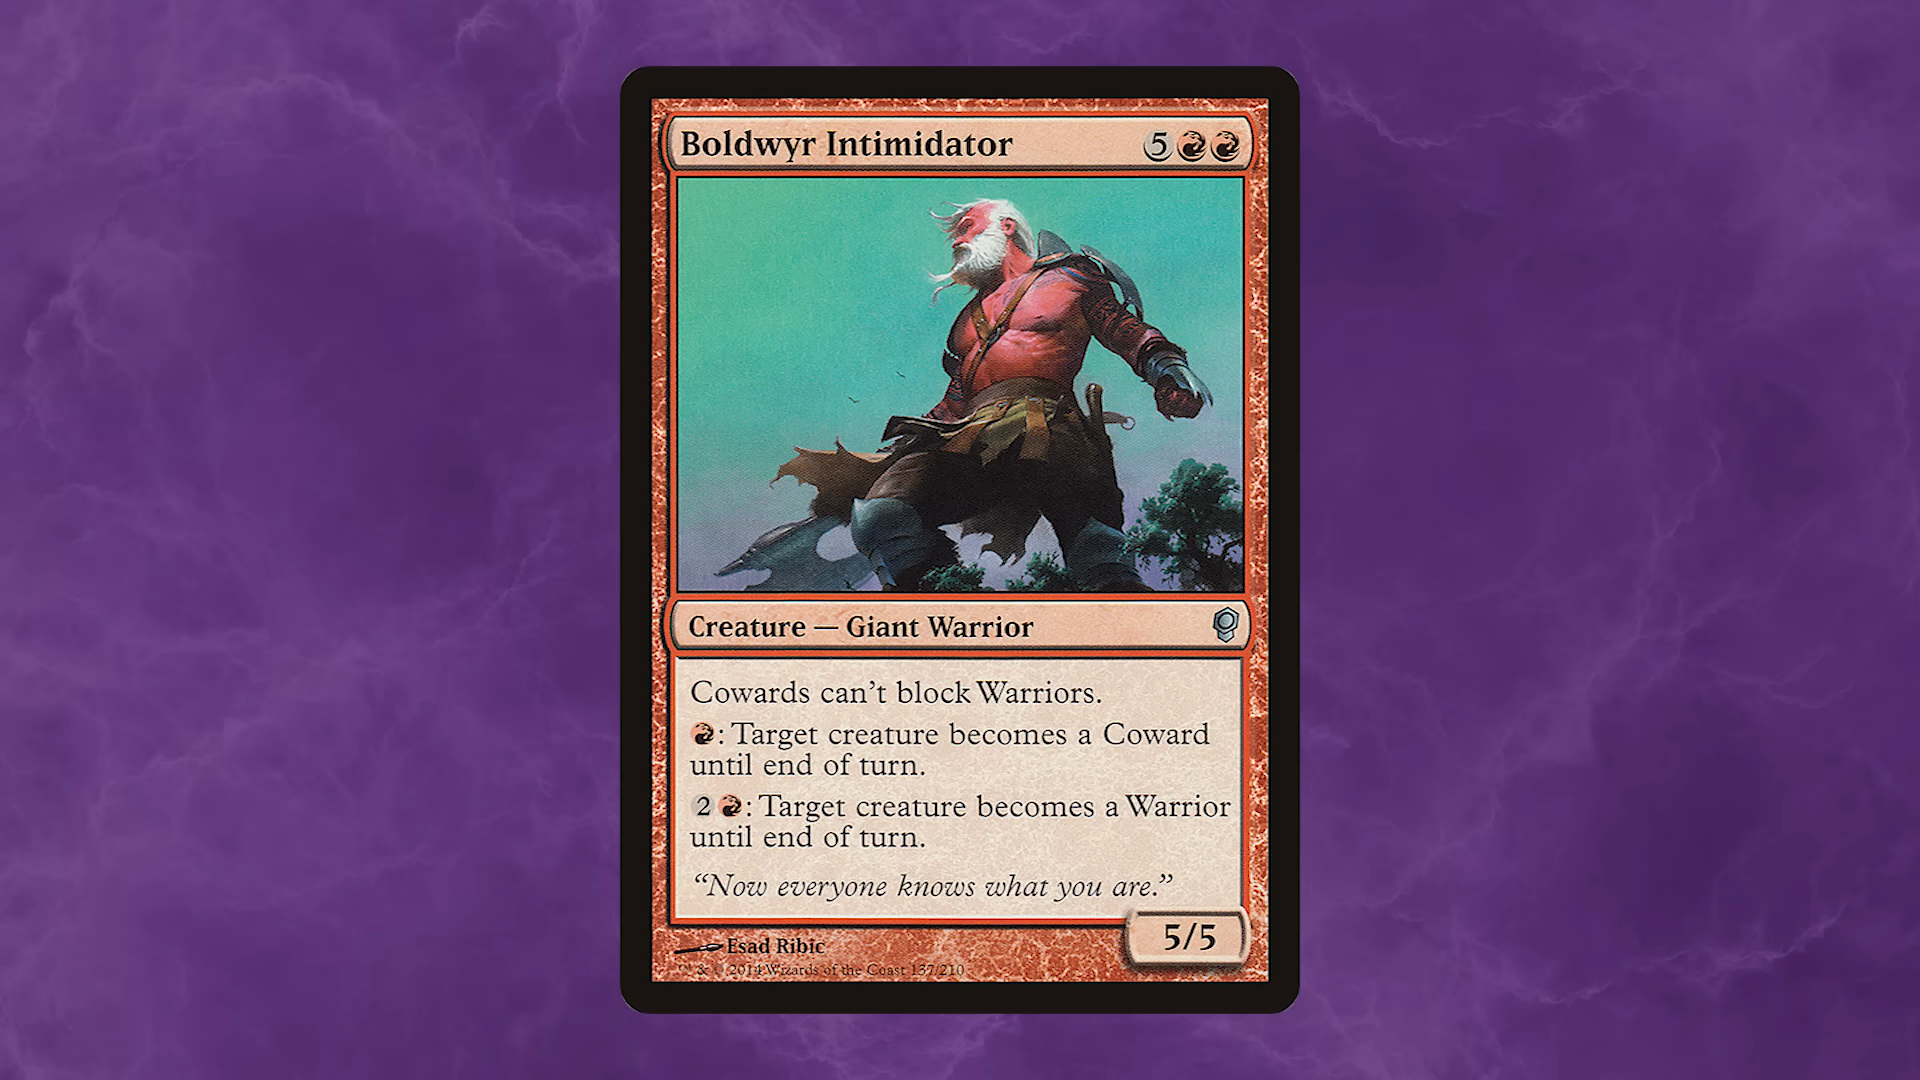 Boldwyr Intimidator 5
Creature — Giant Warrior
Cowards can't block Warriors.
: Target creature becomes a Coward
until end of turn.
2 : Target creature becomes a Warrior
until end of turn.
“Now everyone knows what you are.”
5/5
Esad Ribic
™ & © 2014 Wizards of the Coast 137/210